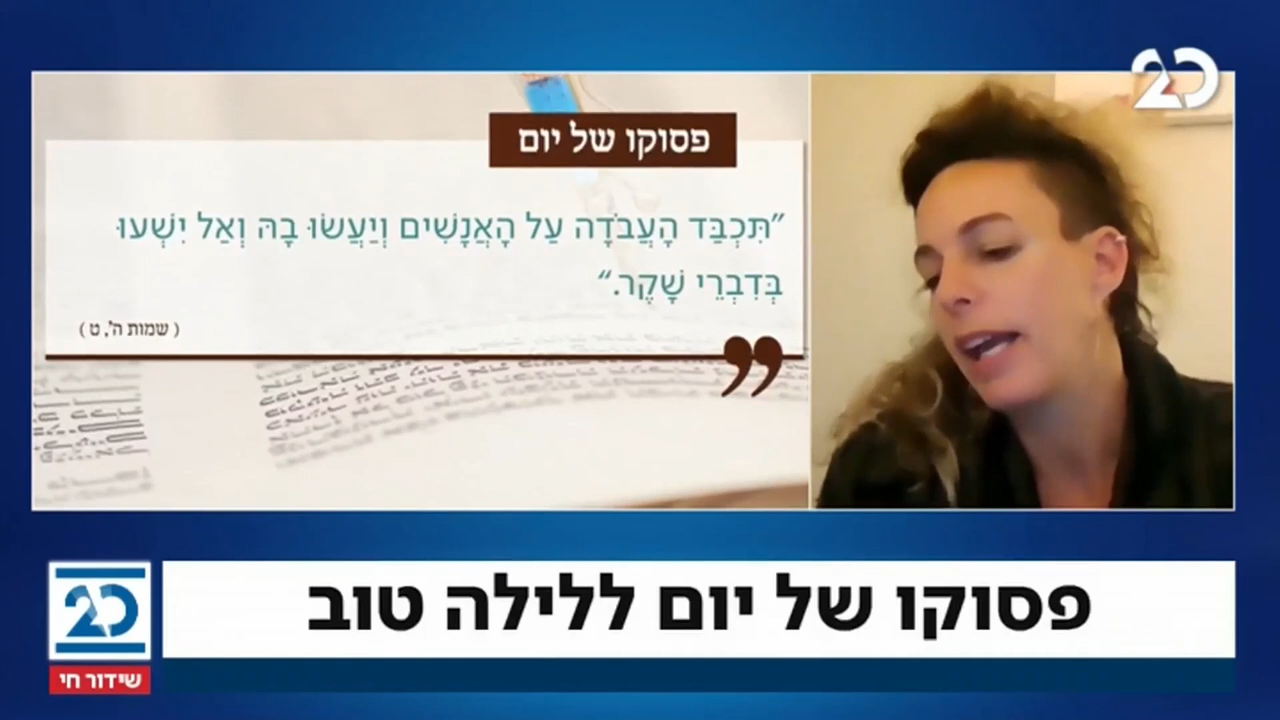 20
פסוקו של יום
"תִּכְבַּד הָעֲבֹדָה עַל הָאֲנָשִׁים וְיַעֲשׂוּ בָהּ וְאַל יִשְׁעוּ
בְּדִבְרֵי שָׁקֶר."
(שמות ה', ט)
פסוקו של יום ללילה טוב
20
שידור חי